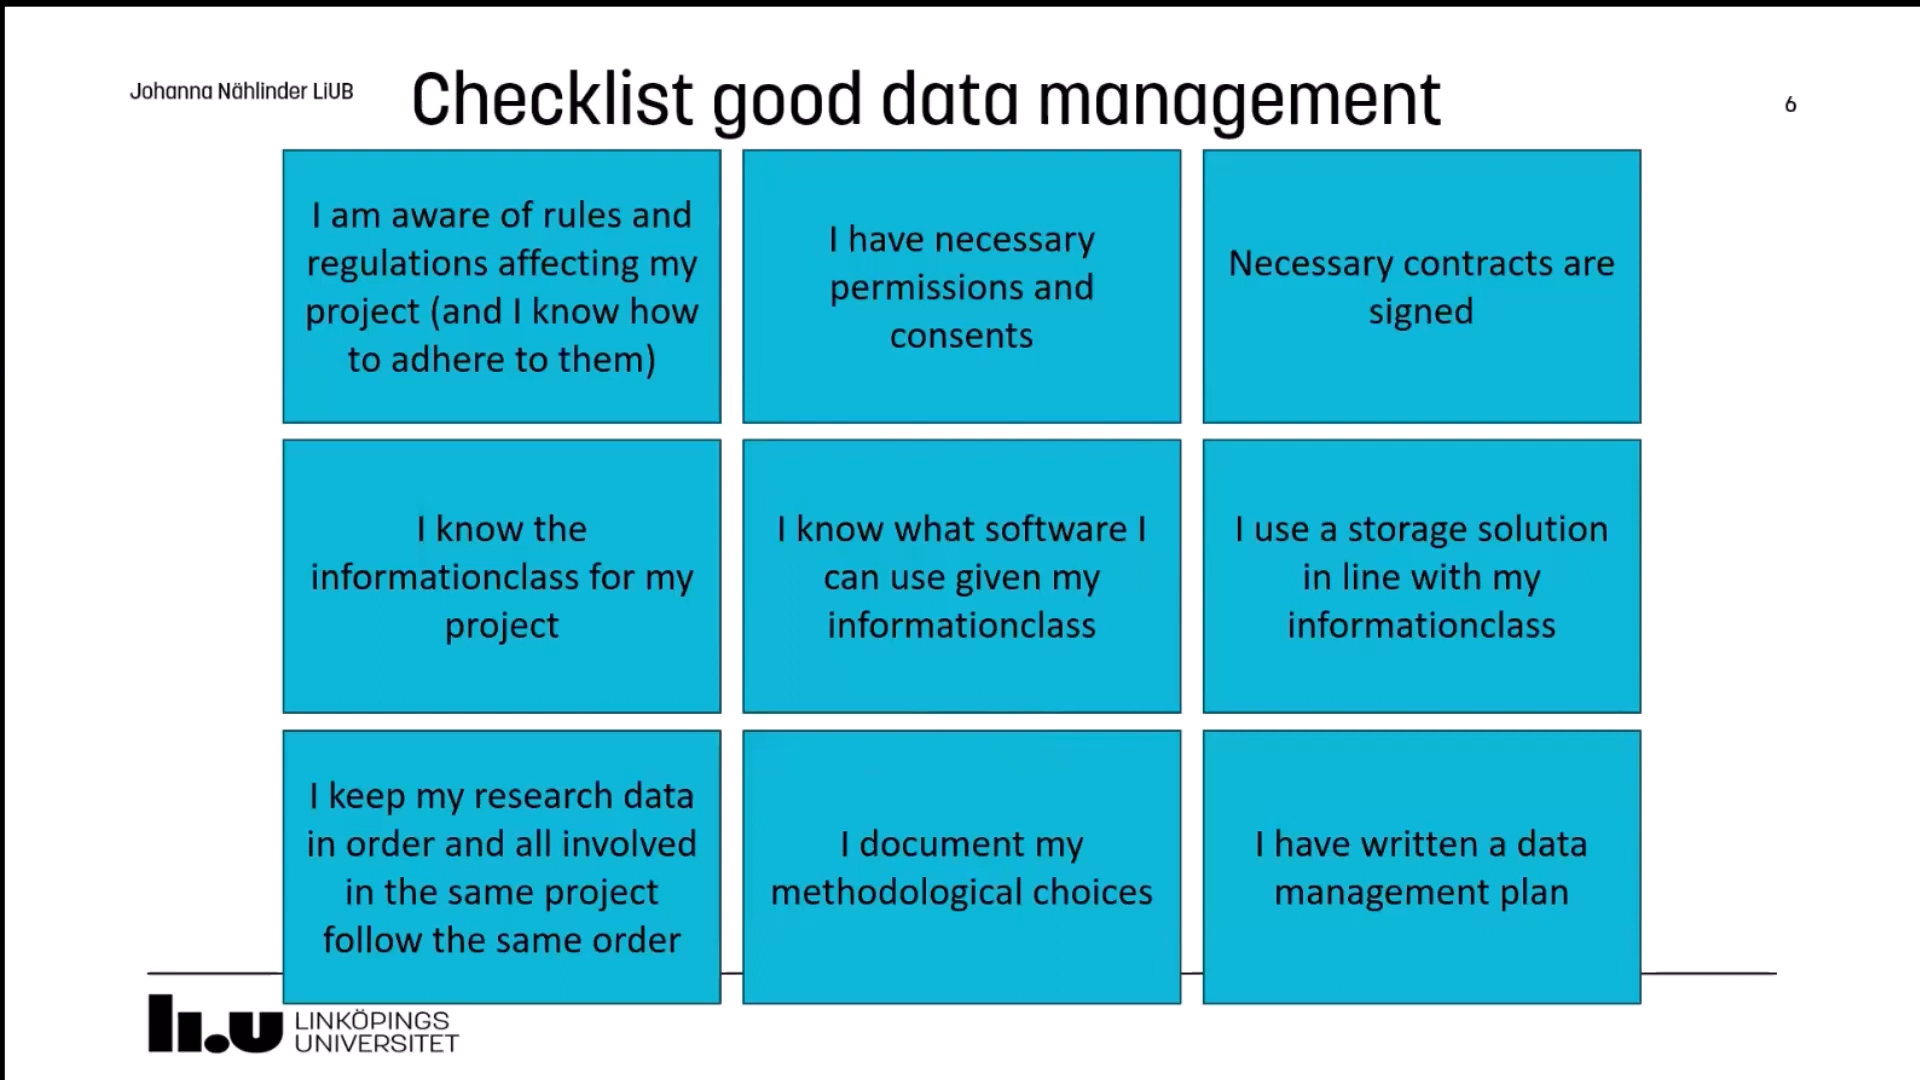 Johanna Nählinder LiUB
Checklist good data management
6
I am aware of rules and
regulations affecting my
project (and I know how
to adhere to them)
I have necessary
permissions and
consents
Necessary contracts are
signed
I know the
informationclass for my
project
I know what software I
can use given my
informationclass
I use a storage solution
in line with my
informationclass
I keep my research data
in order and all involved
in the same project
follow the same order
I document my
methodological choices
I have written a data
management plan
li.u
LINKÖPINGS
UNIVERSITET